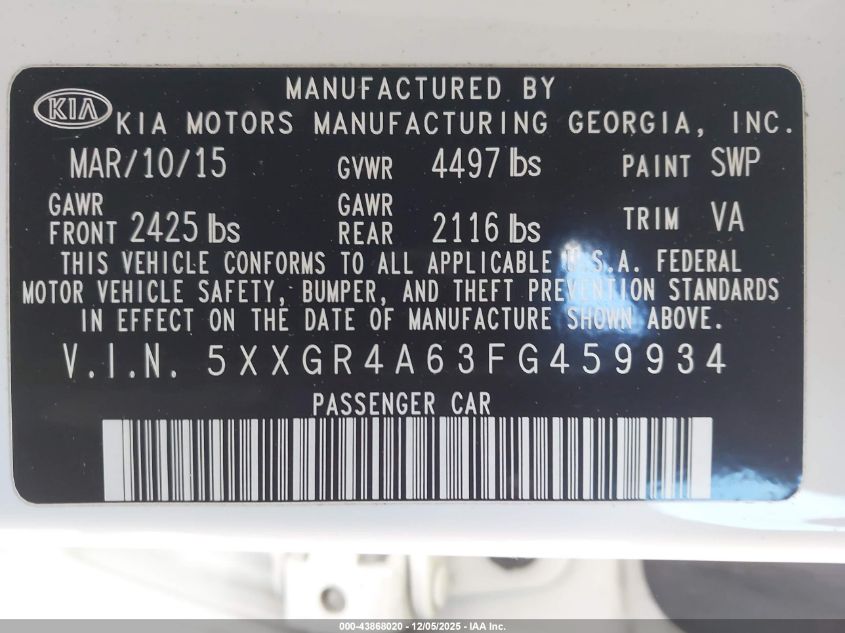 MANUFACTURED BY
KIA KIA MOTORS MANUFACTURING GEORGIA, INC.
MAR/10/15 GVWR 4497 lbs PAINT SWP
GAWR FRONT 2425 lbs GAWR REAR 2116 lbs TRIM VA
THIS VEHICLE CONFORMS TO ALL APPLICABLE U.S.A. FEDERAL
MOTOR VEHICLE SAFETY, BUMPER, AND THEFT PREVENTION STANDARDS
IN EFFECT ON THE DATE OF MANUFACTURE SHOWN ABOVE.
V.I.N. 5XXGR4A63FG459934
PASSENGER CAR
000-43868020 - 12/05/2025 - IAA Inc.